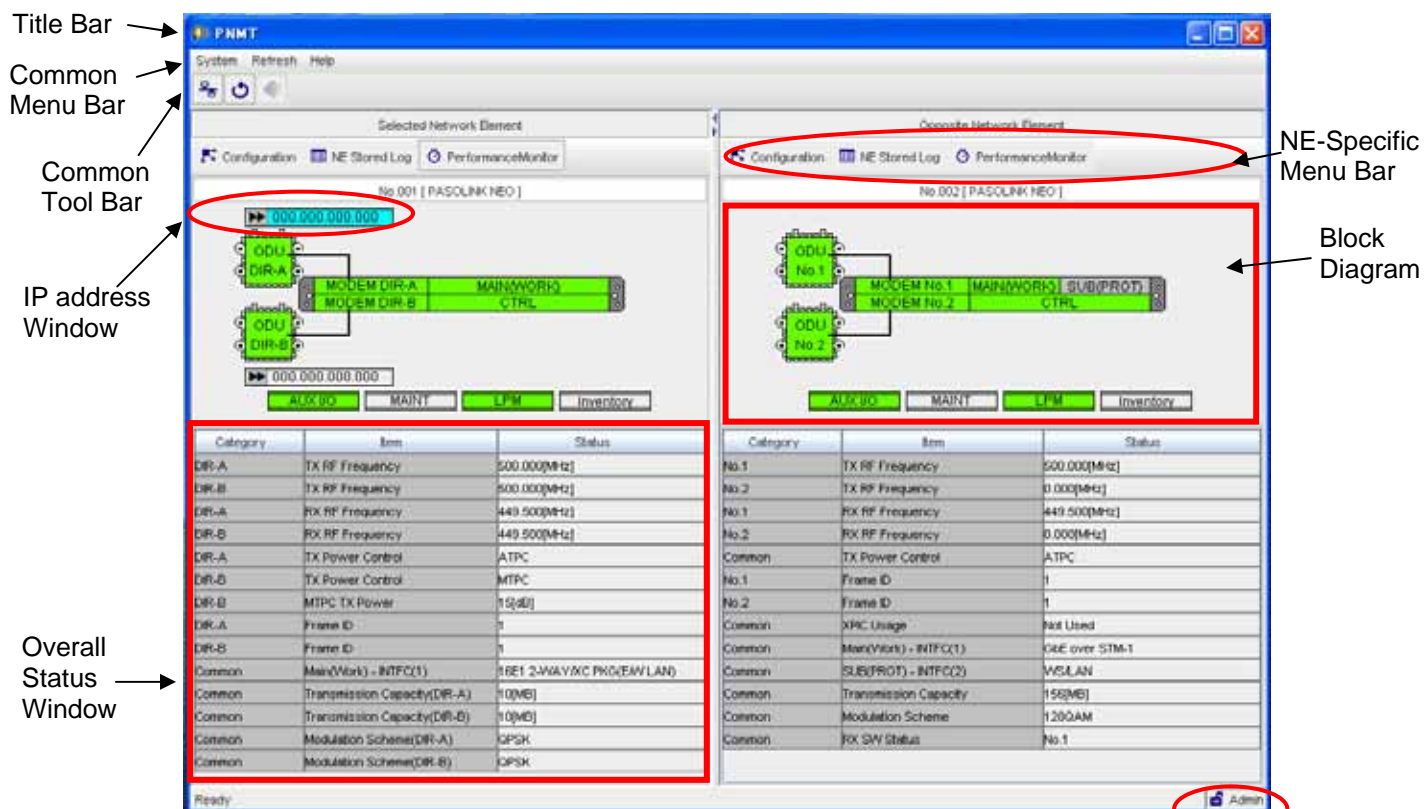 Title Bar
PNMT
System Refresh Help
Common
Menu Bar
Common
Tool Bar
Selected Network Element
Opposite Network Element
Configuration NE Stored Log PerformanceMonitor
Configuration NE Stored Log PerformanceMonitor
NE-Specific
Menu Bar
No.001 [ PASOLINK NEO ]
No.002 [ PASOLINK NEO ]
000.000.000.000
IP address
Window
ODU
DIR-A
MODEM DIR-A MAIN(WORK)
MODEM DIR-B CTRL
ODU
DIR-B
000.000.000.000
AUX I/O MAINT LPM Inventory
ODU
No.1
MODEM No.1 MAIN(WORK) SUB(PROT)
MODEM No.2 CTRL
ODU
No.2
AUX I/O MAINT LPM Inventory
Block
Diagram
Overall
Status
Window
Category Item Status
DIR-A TX RF Frequency 500.000[MHz]
DIR-B TX RF Frequency 500.000[MHz]
DIR-A RX RF Frequency 449.500[MHz]
DIR-B RX RF Frequency 449.500[MHz]
DIR-A TX Power Control ATPC
DIR-B TX Power Control MTPC
DIR-B MTPC TX Power 15[dB]
DIR-A Frame ID 1
DIR-B Frame ID 1
Common Main(Work) - INTFC(1) 16E1 2-WAY/XC PKG(E/W LAN)
Common Transmission Capacity(DIR-A) 10[MB]
Common Transmission Capacity(DIR-B) 10[MB]
Common Modulation Scheme(DIR-A) QPSK
Common Modulation Scheme(DIR-B) QPSK
Category Item Status
No.1 TX RF Frequency 500.000[MHz]
No.2 TX RF Frequency 0.000[MHz]
No.1 RX RF Frequency 449.500[MHz]
No.2 RX RF Frequency 0.000[MHz]
Common TX Power Control ATPC
No.1 Frame ID 1
No.2 Frame ID 1
Common XPIC Usage Not Used
Common Main(Work) - INTFC(1) GbE over STM-1
Common SUB(PROT) - INTFC(2) WS/LAN
Common Transmission Capacity 156[MB]
Common Modulation Scheme 128QAM
Common RX SW Status No.1
Ready
Admin